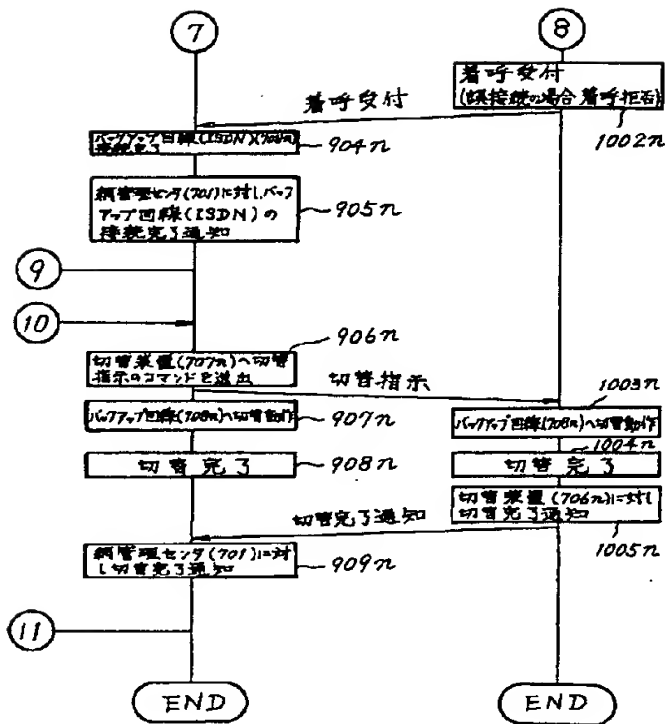 7
8
着呼受付
(誤接続の場合着呼拒否)
1002n
着呼受付
バックアップ回線(ISDN)(708n)
接続完了
904n
網管理センタ(701)に対し、バック
アップ回線(ISDN)の
接続完了通知
905n
9
10
906n
切替装置(707n)へ切替
指示のコマンドを送出
切替指示
1003n
バックアップ回線(708n)へ切替動作
907n
バックアップ回線(708n)へ切替動作
1004n
切替完了
908n
切替完了
切替装置(706n)に対し
切替完了通知
1005n
切替完了通知
網管理センタ(701)に対
し切替完了通知
909n
11
END
END